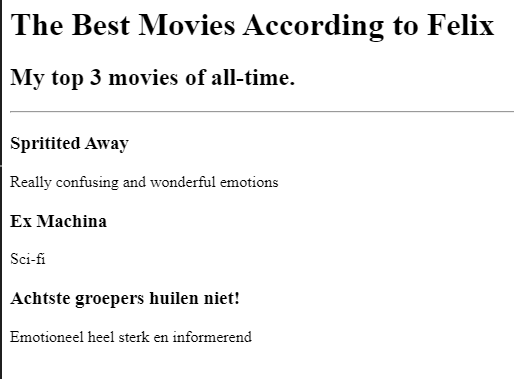 The Best Movies According to Felix
My top 3 movies of all-time.
Spritited Away
Really confusing and wonderful emotions
Ex Machina
Sci-fi
Achtste groepers huilen niet!
Emotioneel heel sterk en informerend